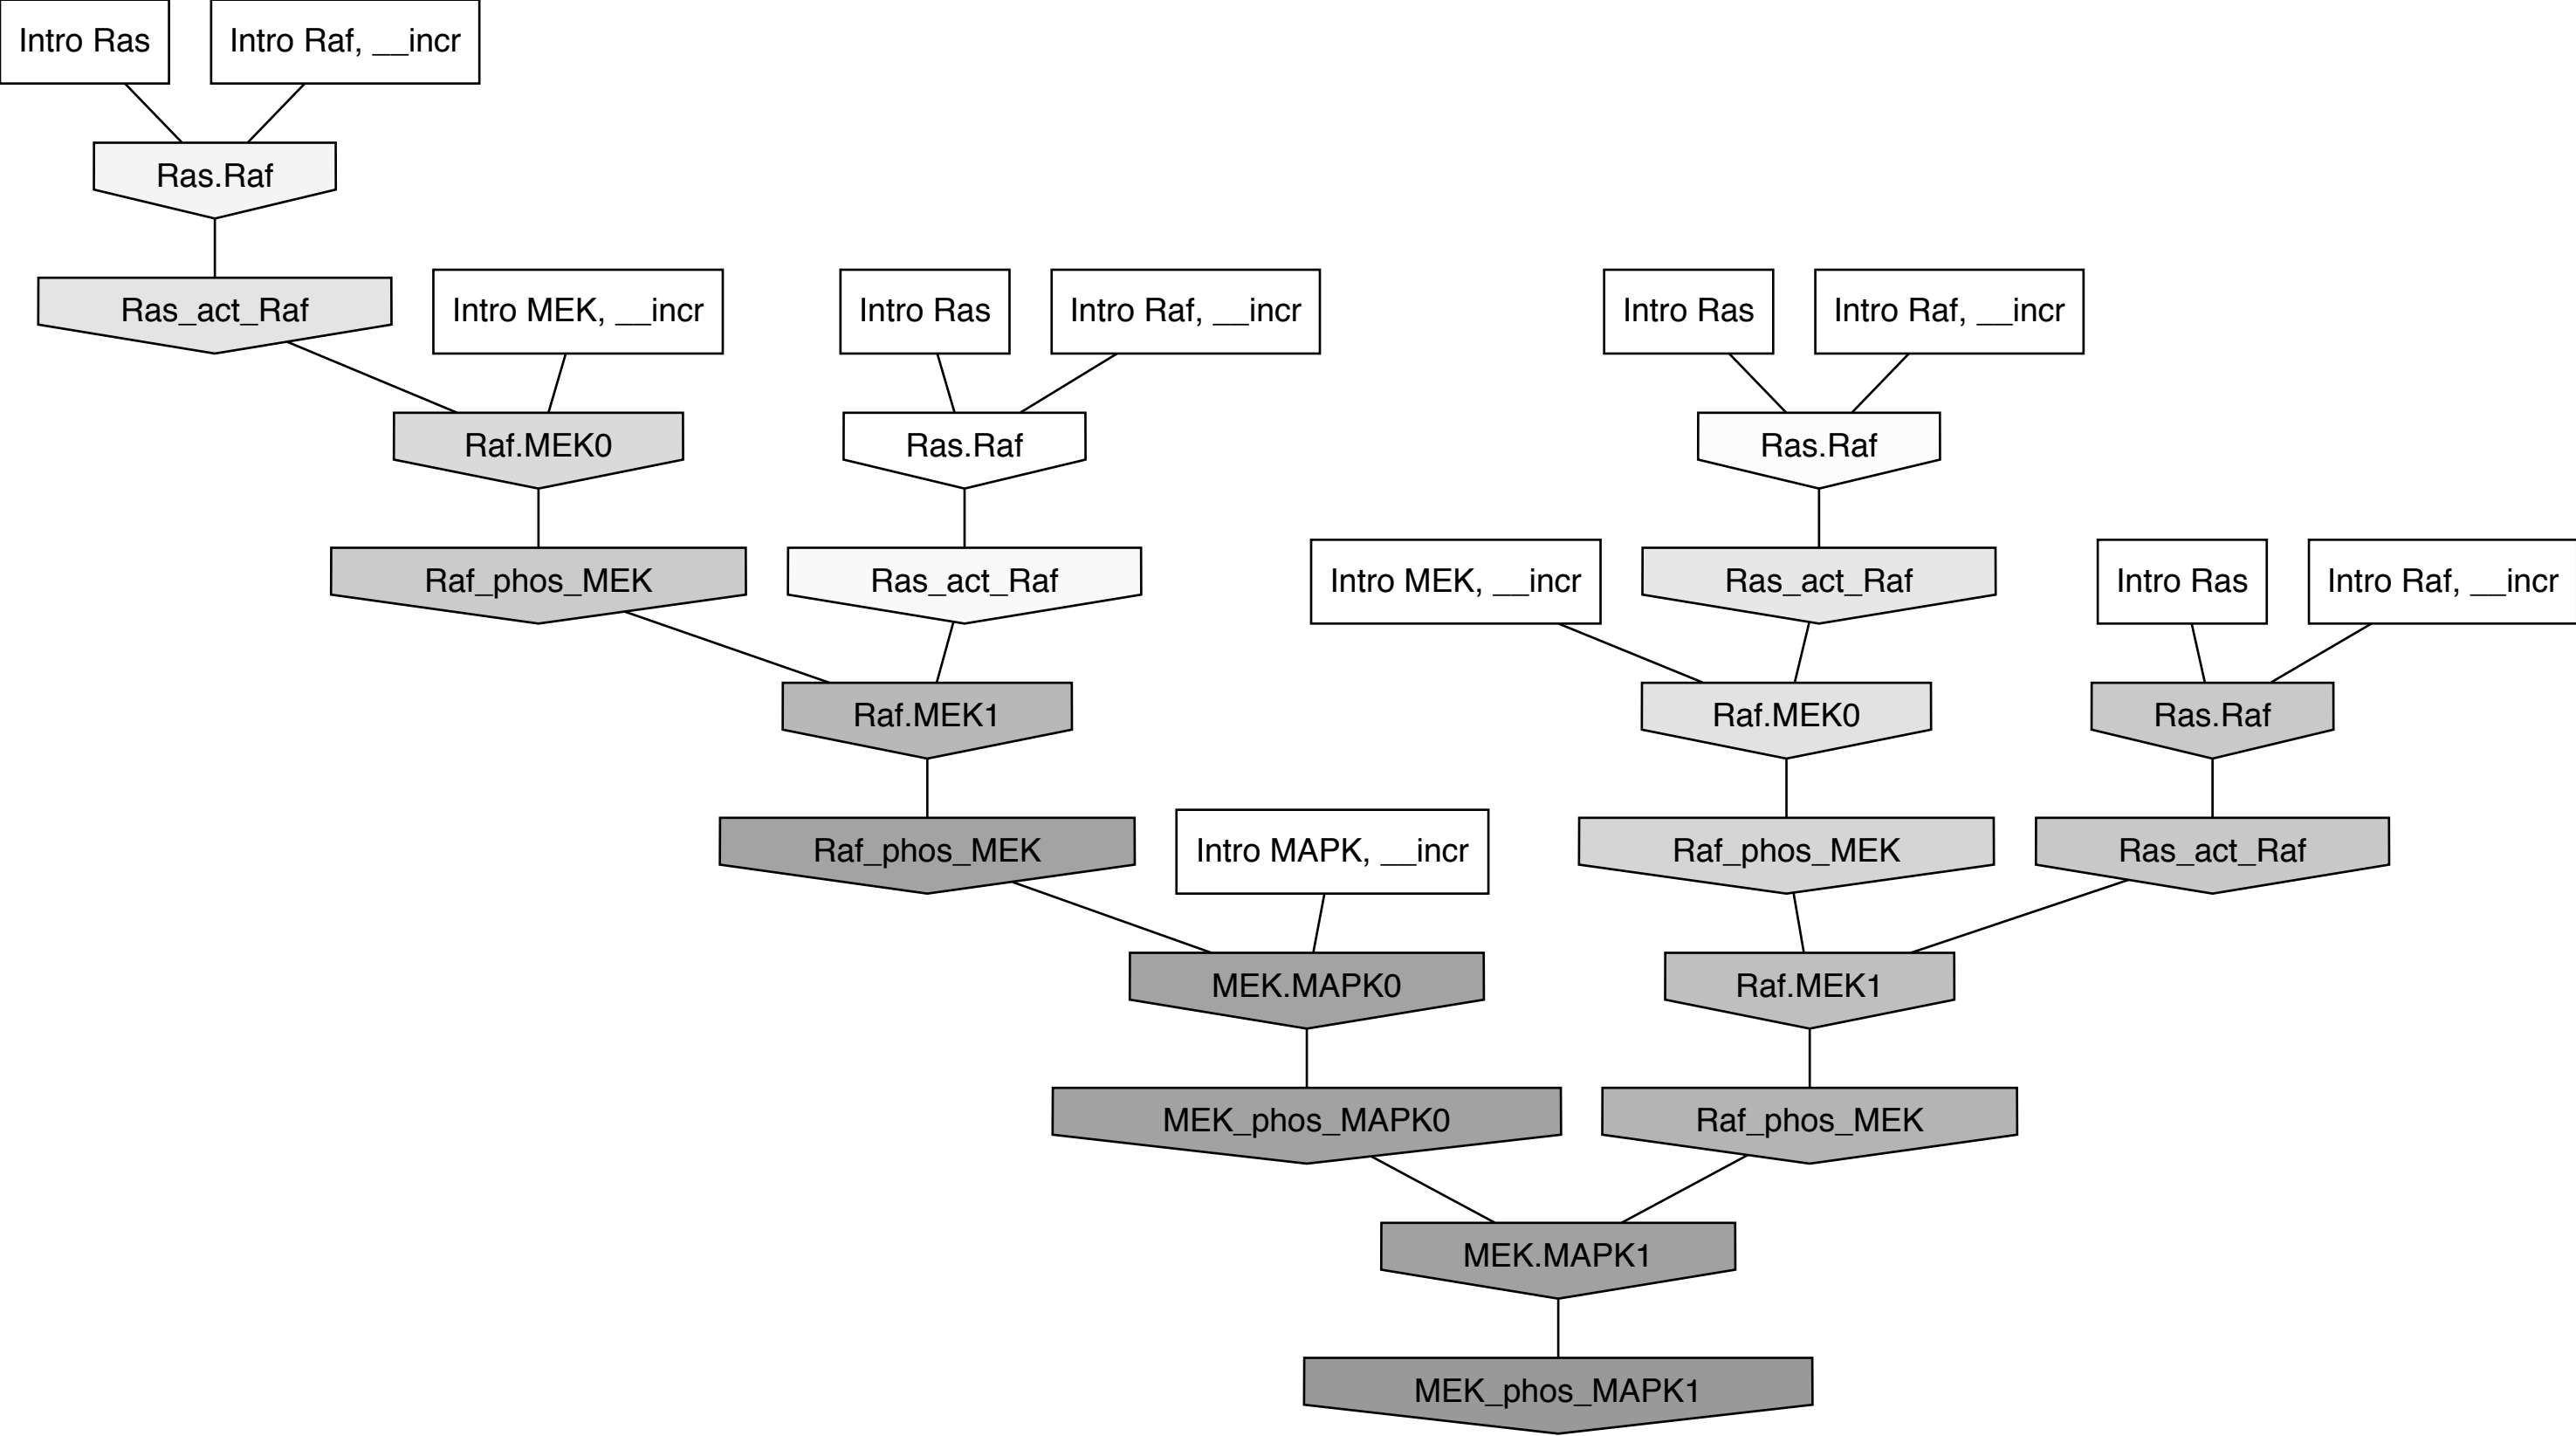 Intro Ras
Intro Raf, __incr
Ras.Raf
Ras_act_Raf
Intro MEK, __incr
Intro Ras
Intro Raf, __incr
Intro Ras
Intro Raf, __incr
Raf.MEK0
Ras.Raf
Ras.Raf
Raf_phos_MEK
Ras_act_Raf
Intro MEK, __incr
Ras_act_Raf
Intro Ras
Intro Raf, __incr
Raf.MEK1
Raf.MEK0
Ras.Raf
Raf_phos_MEK
Intro MAPK, __incr
Raf_phos_MEK
Ras_act_Raf
MEK.MAPK0
Raf.MEK1
MEK_phos_MAPK0
Raf_phos_MEK
MEK.MAPK1
MEK_phos_MAPK1